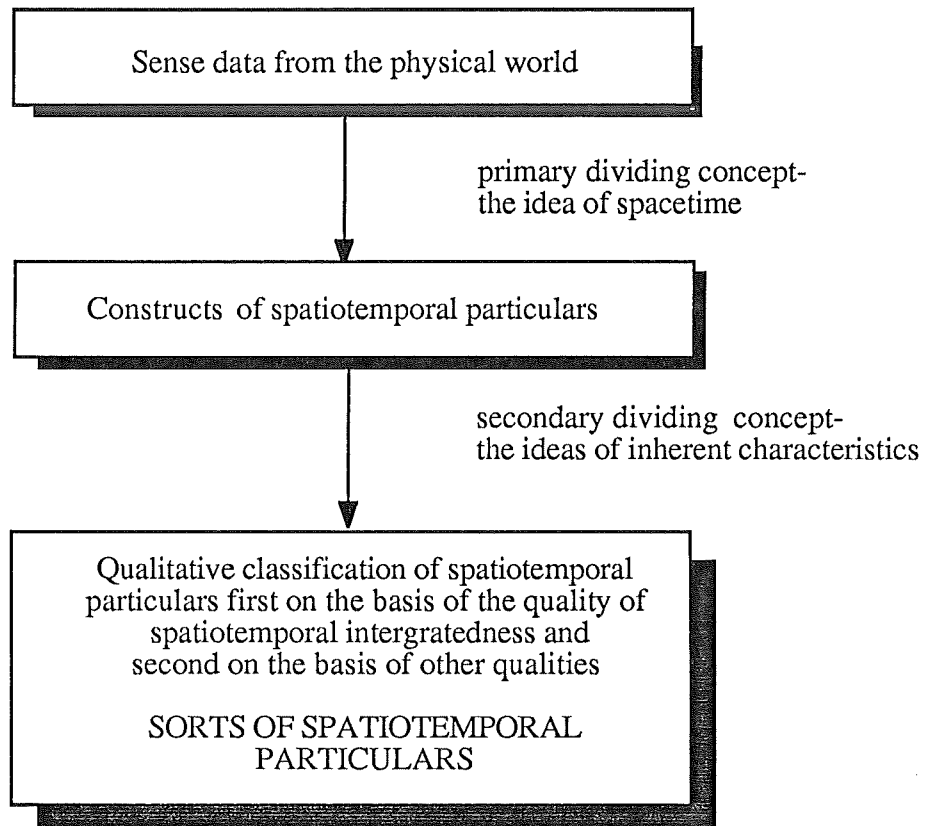 Sense data from the physical world
primary dividing concept-
the idea of spacetime
Constructs of spatiotemporal particulars
secondary dividing concept-
the ideas of inherent characteristics
Qualitative classification of spatiotemporal
particulars first on the basis of the quality of
spatiotemporal intergratedness and
second on the basis of other qualities
SORTS OF SPATIOTEMPORAL
PARTICULARS